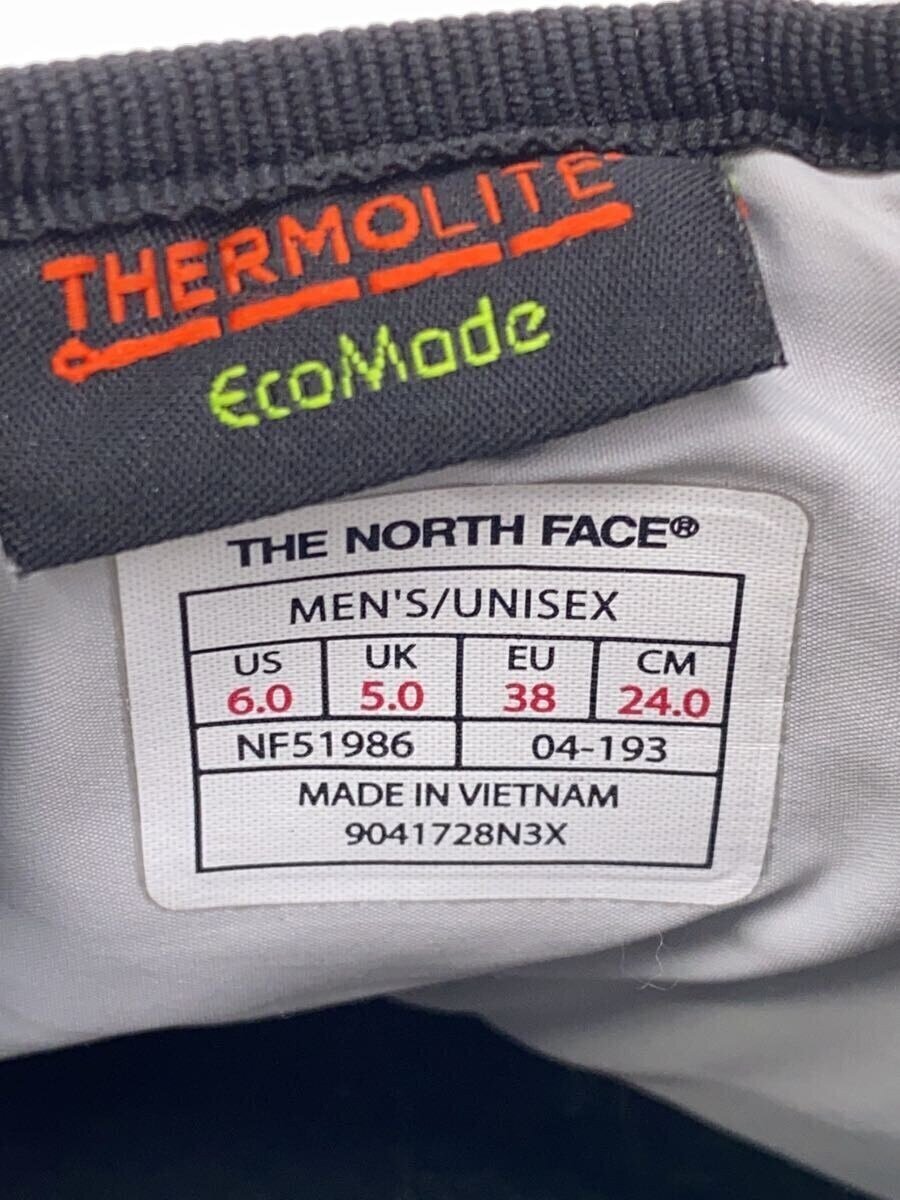 THERMOLITE
EcoMade
THE NORTH FACE®
MEN'S/UNISEX
US UK EU CM
6.0 5.0 38 24.0
NF51986 04-193
MADE IN VIETNAM
9041728N3X